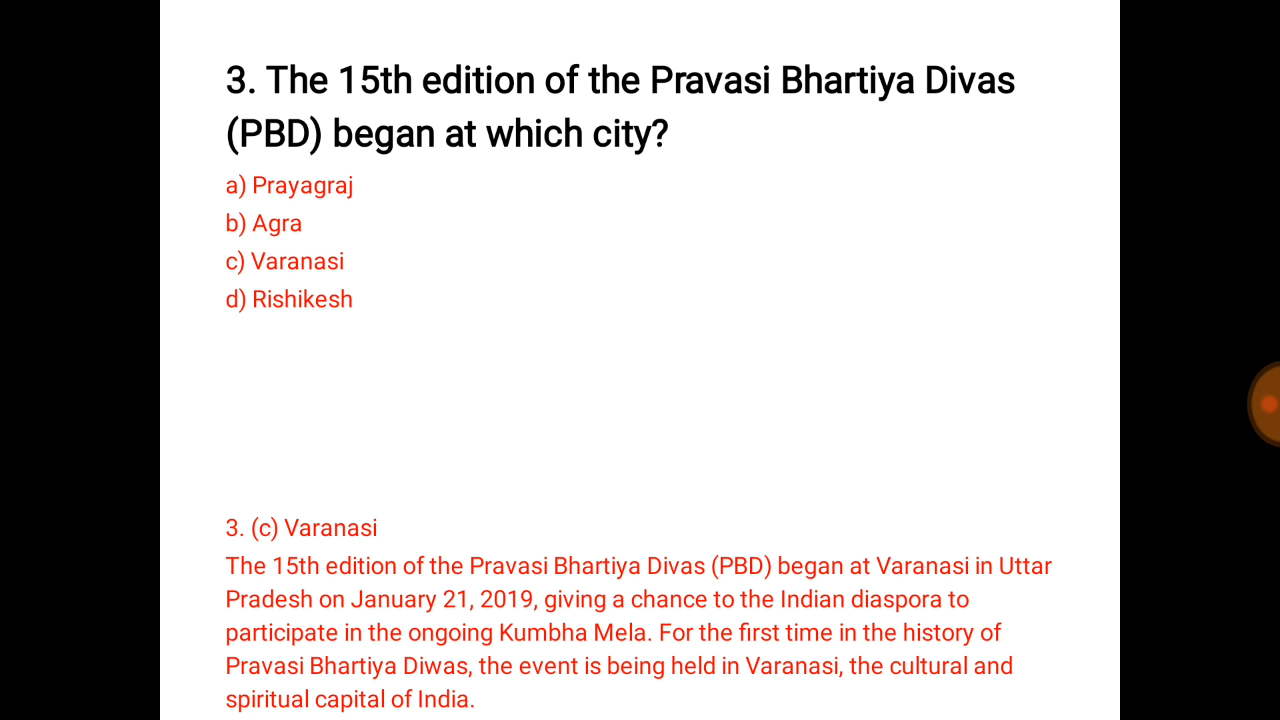 3. The 15th edition of the Pravasi Bhartiya Divas
(PBD) began at which city?
a) Prayagraj
b) Agra
c) Varanasi
d) Rishikesh
3. (c) Varanasi
The 15th edition of the Pravasi Bhartiya Divas (PBD) began at Varanasi in Uttar
Pradesh on January 21, 2019, giving a chance to the Indian diaspora to
participate in the ongoing Kumbha Mela. For the first time in the history of
Pravasi Bhartiya Diwas, the event is being held in Varanasi, the cultural and
spiritual capital of India.